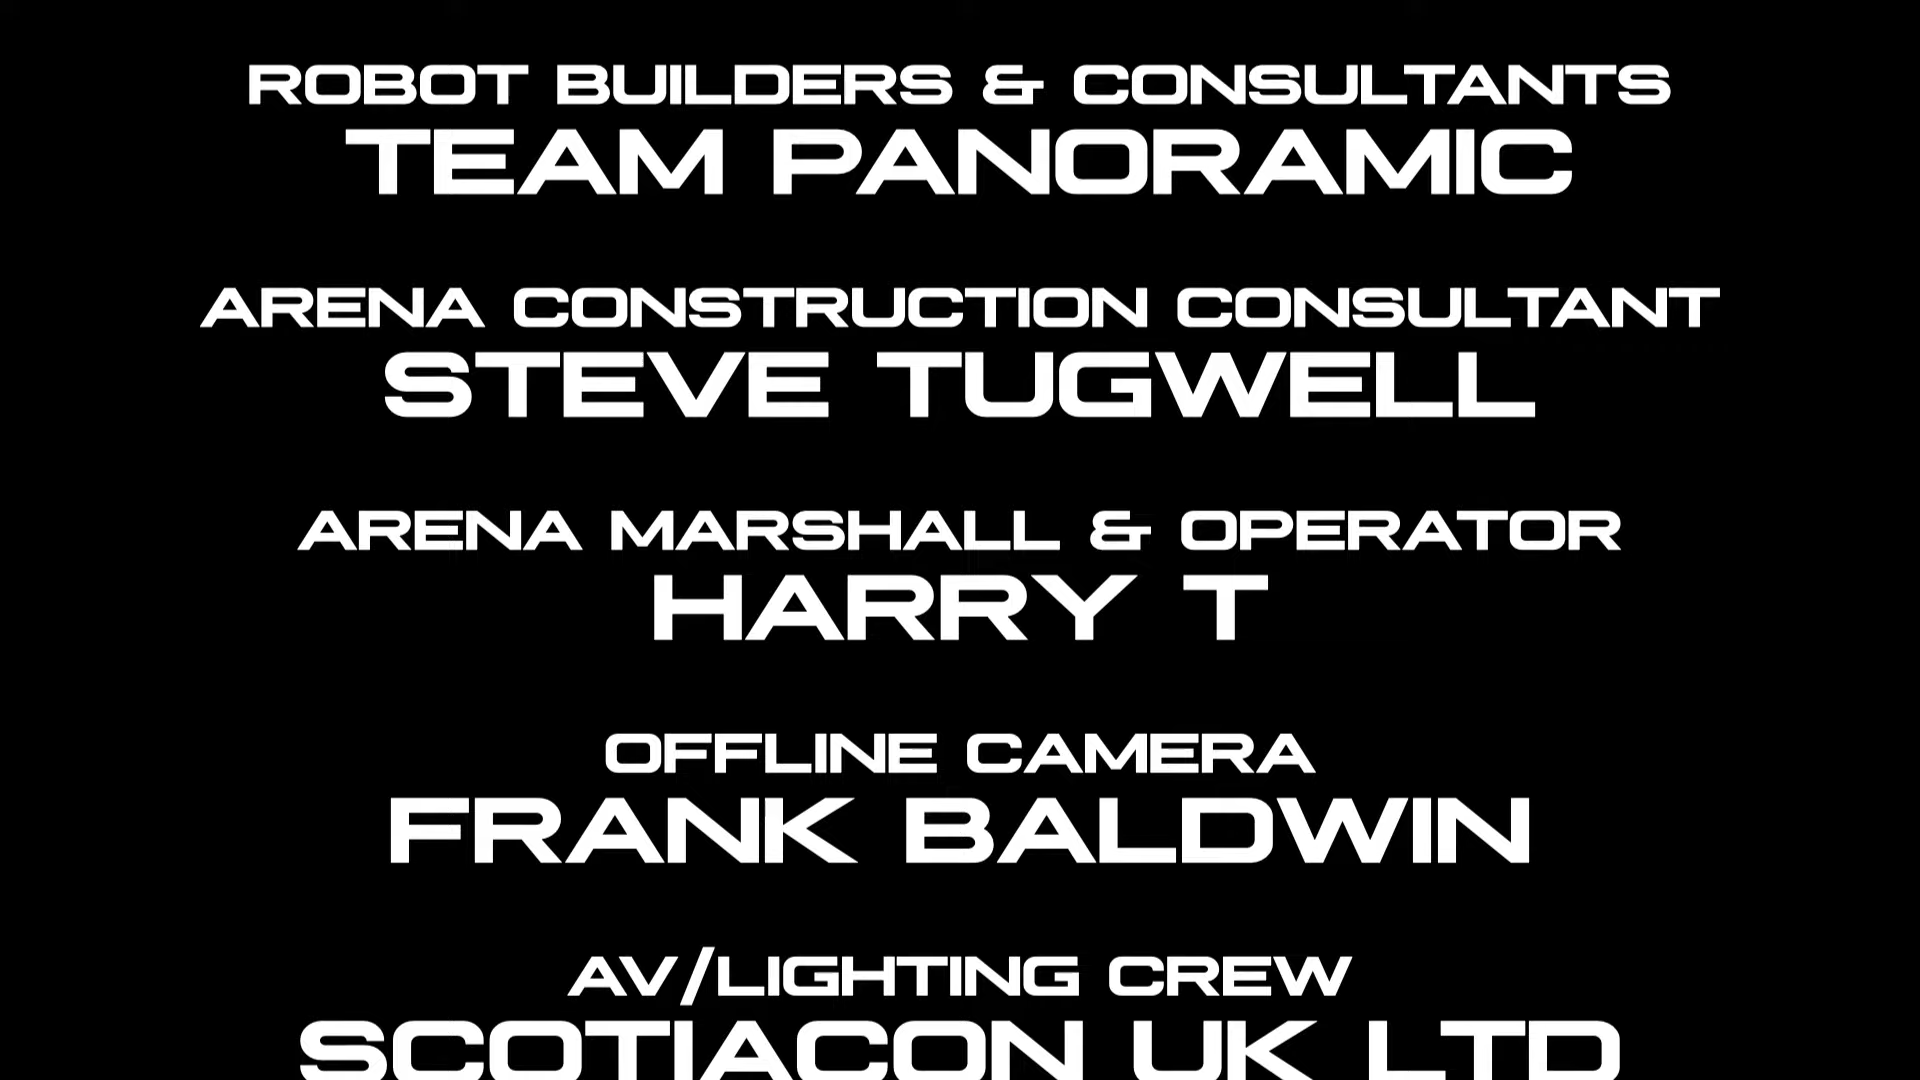 ROBOT BUILDERS & CONSULTANTS
TEAM PANORAMIC
ARENA CONSTRUCTION CONSULTANT
STEVE TUGWELL
ARENA MARSHALL & OPERATOR
HARRY T
OFFLINE CAMERA
FRANK BALDWIN
AV/LIGHTING CREW
SCOTIACON UK LTD